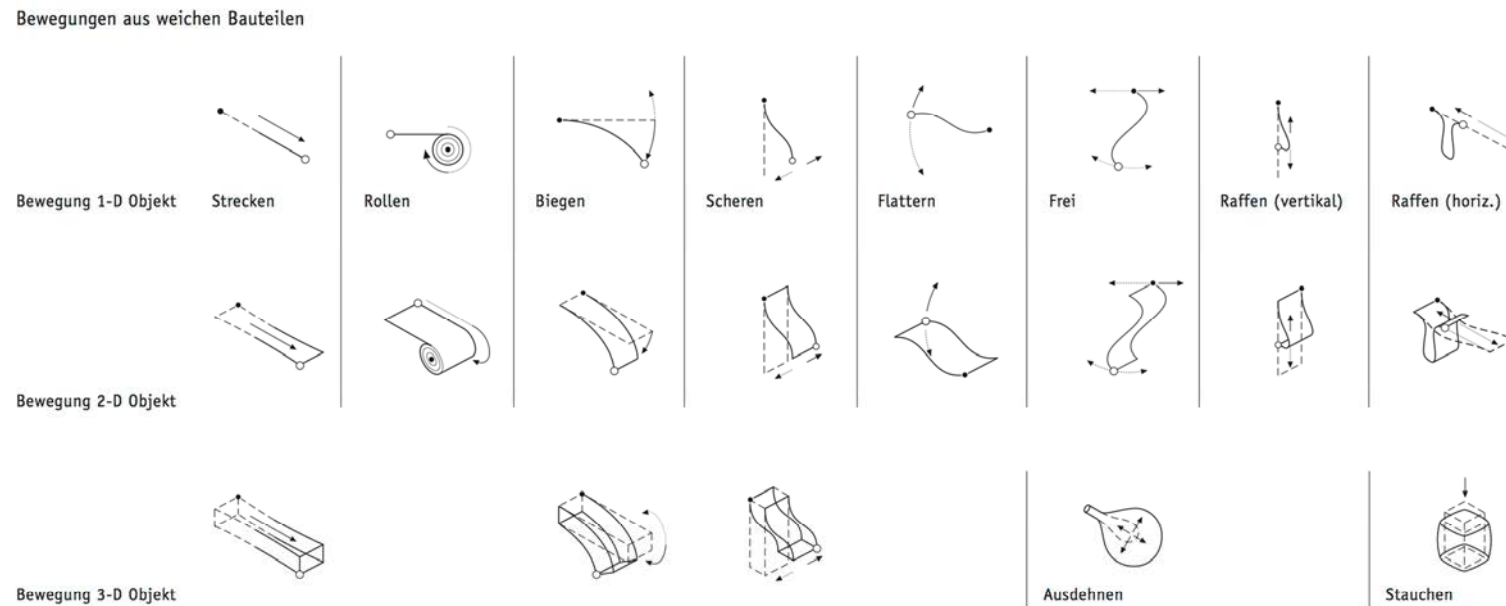 Bewegungen aus weichen Bauteilen
Bewegung 1-D Objekt Strecken Rollen Biegen Scheren Flattern Frei Raffen (vertikal) Raffen (horiz.)
Bewegung 2-D Objekt
Bewegung 3-D Objekt Ausdehnen Stauchen